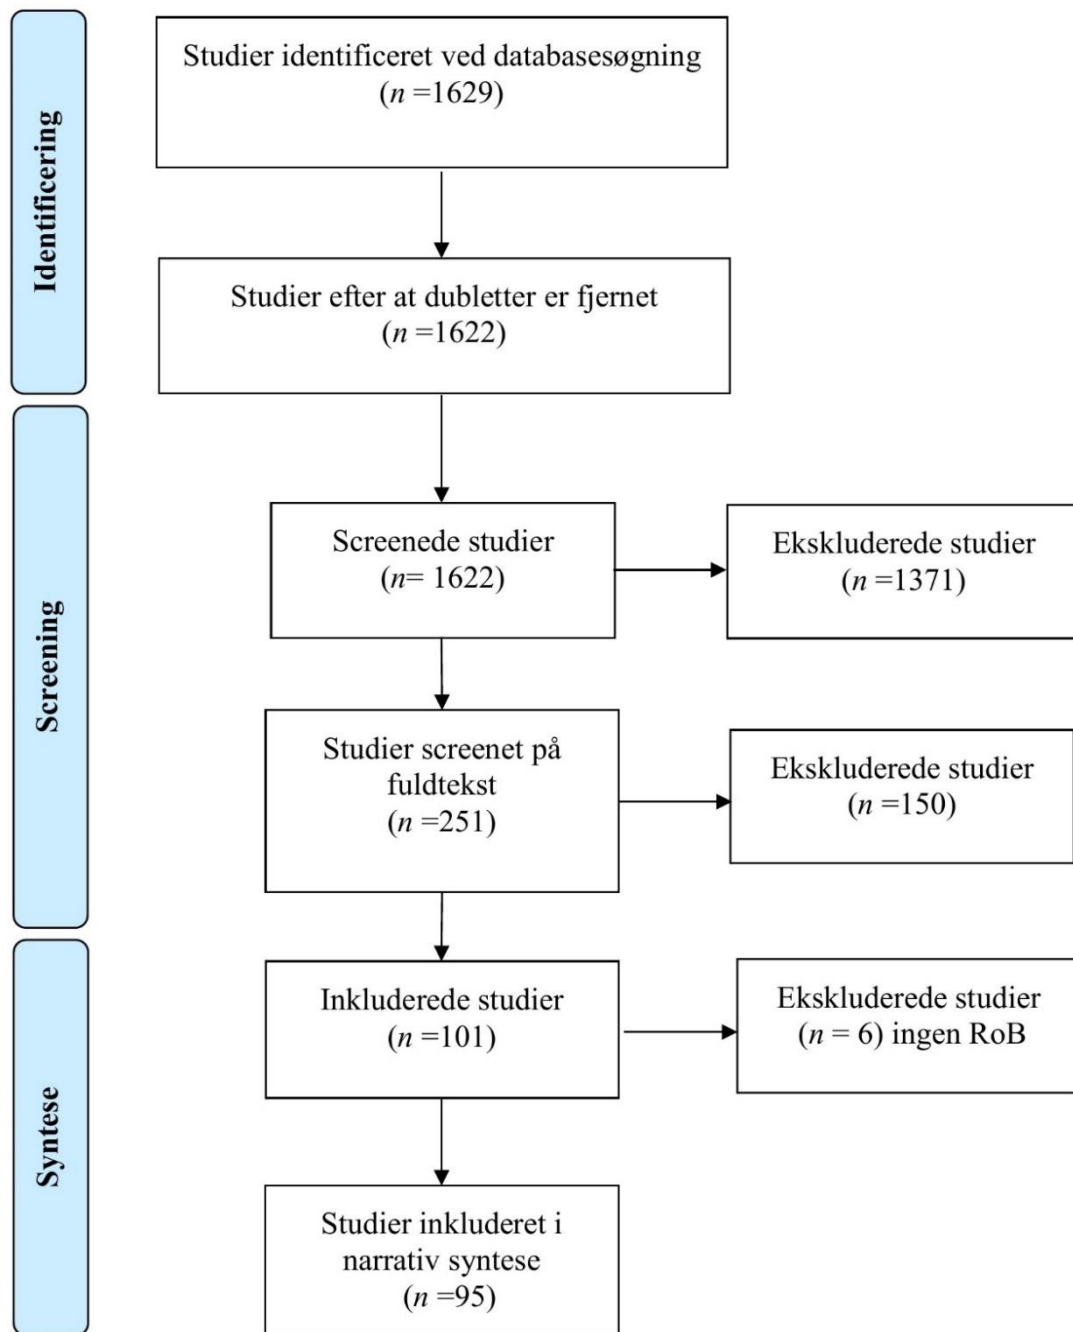 Identificering
Studier identificeret ved databasesøgning
(n =1629)
Studier efter at dubletter er fjernet
(n =1622)
Screening
Screenede studier
(n= 1622)
Ekskluderede studier
(n =1371)
Studier screenet på
fuldtekst
(n =251)
Ekskluderede studier
(n =150)
Syntese
Inkluderede studier
(n =101)
Ekskluderede studier
(n = 6) ingen RoB
Studier inkluderet i
narrativ syntese
(n =95)